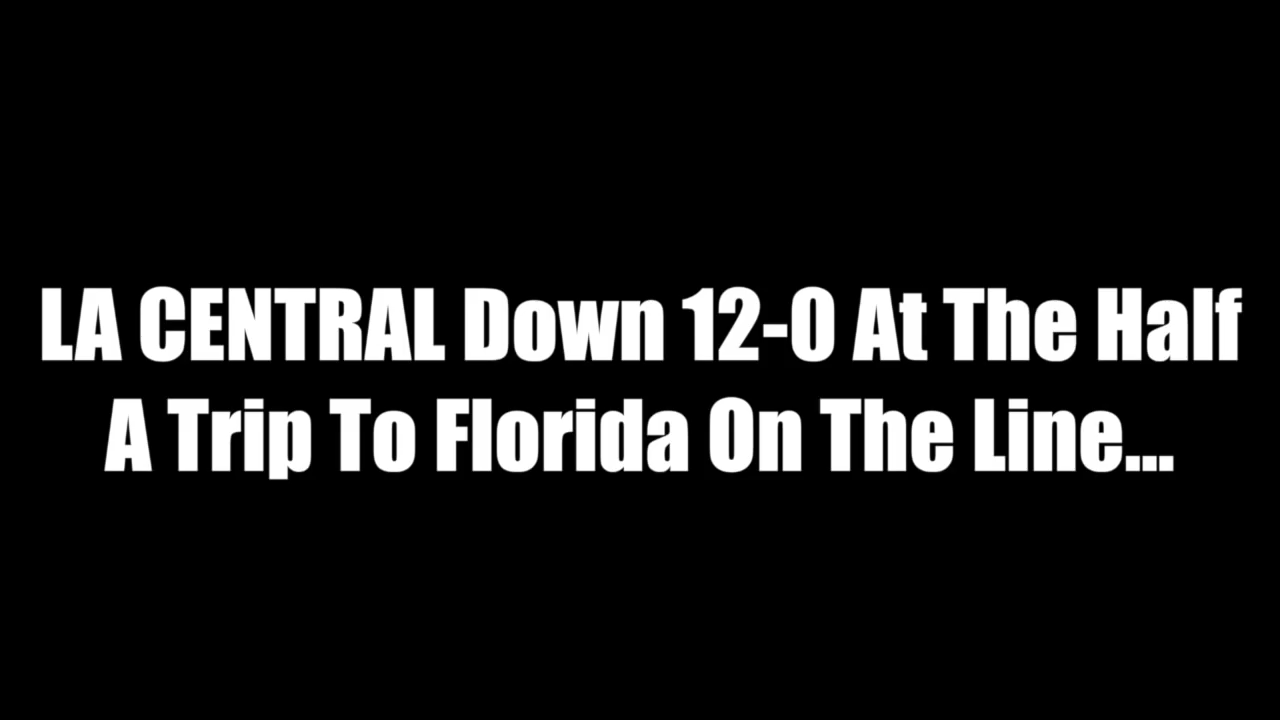 LA CENTRAL Down 12-0 At The Half
A Trip To Florida On The Line...